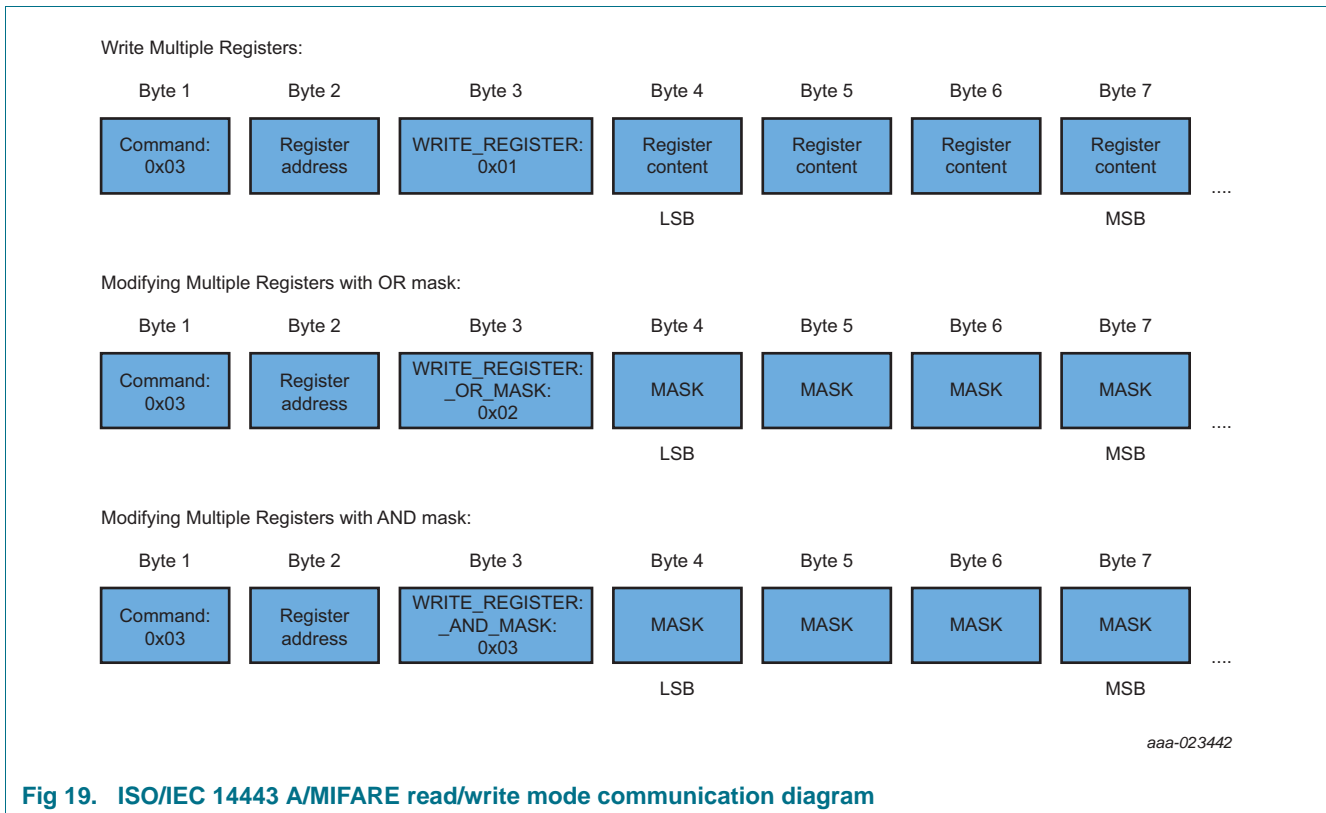 Write Multiple Registers:
Byte 1 Byte 2 Byte 3 Byte 4 Byte 5 Byte 6 Byte 7
Command: Register WRITE_REGISTER: Register Register Register Register
0x03 address 0x01 content content content content
....
LSB MSB
Modifying Multiple Registers with OR mask:
Byte 1 Byte 2 Byte 3 Byte 4 Byte 5 Byte 6 Byte 7
WRITE_REGISTER:
Command: Register _OR_MASK: MASK MASK MASK MASK
0x03 address 0x02
....
LSB MSB
Modifying Multiple Registers with AND mask:
Byte 1 Byte 2 Byte 3 Byte 4 Byte 5 Byte 6 Byte 7
WRITE_REGISTER:
Command: Register _AND_MASK: MASK MASK MASK MASK
0x03 address 0x03
....
LSB MSB
aaa-023442
Fig 19. ISO/IEC 14443 A/MIFARE read/write mode communication diagram